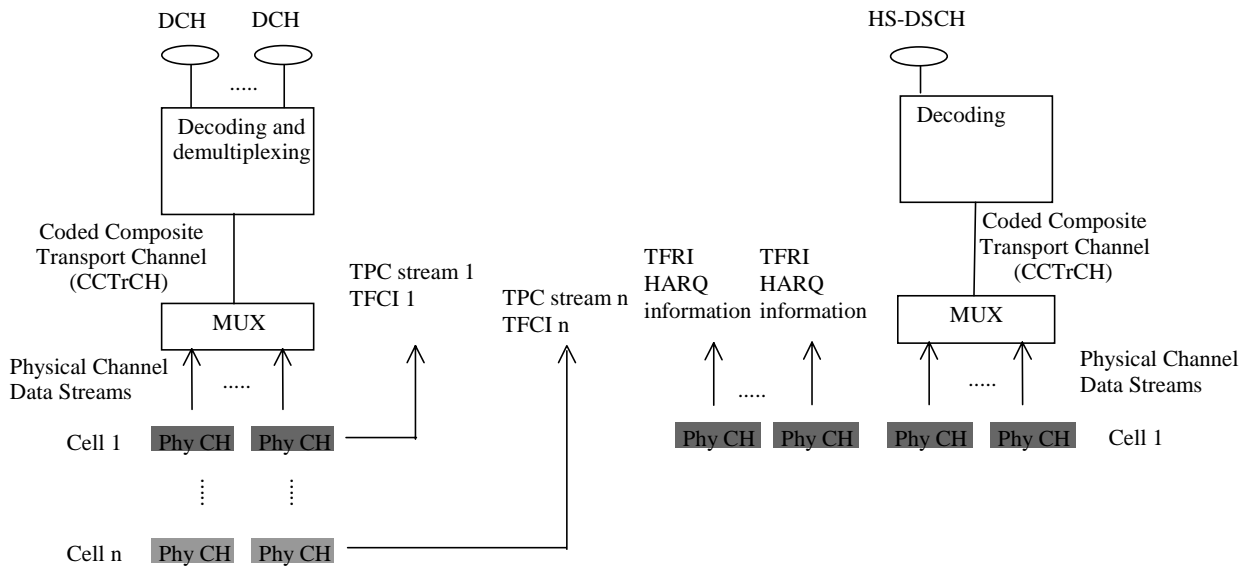 DCH DCH
HS-DSCH
.....
Decoding and
demultiplexing
Decoding
Coded Composite
Transport Channel
(CCTrCH)
Coded Composite
Transport Channel
(CCTrCH)
TPC stream 1
TFCI 1
TPC stream n
TFCI n
TFRI
HARQ
information
TFRI
HARQ
information
MUX
MUX
Physical Channel
Data Streams
.....
.....
.....
Physical Channel
Data Streams
Cell 1 Phy CH Phy CH
Phy CH Phy CH Phy CH Phy CH Cell 1
Cell n Phy CH Phy CH